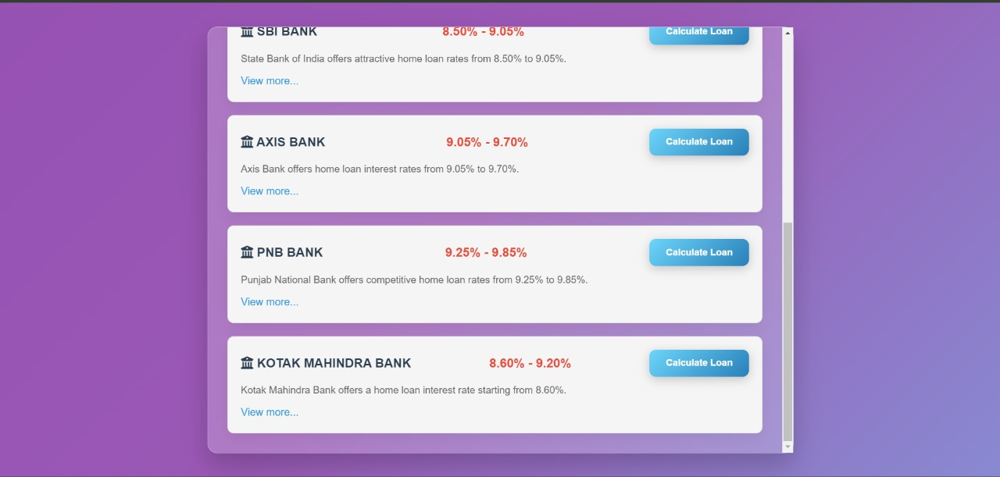 SBI BANK 8.50% - 9.05% Calculate Loan
State Bank of India offers attractive home loan rates from 8.50% to 9.05%.
View more...
AXIS BANK 9.05% - 9.70% Calculate Loan
Axis Bank offers home loan interest rates from 9.05% to 9.70%.
View more...
PNB BANK 9.25% - 9.85% Calculate Loan
Punjab National Bank offers competitive home loan rates from 9.25% to 9.85%.
View more...
KOTAK MAHINDRA BANK 8.60% - 9.20% Calculate Loan
Kotak Mahindra Bank offers a home loan interest rate starting from 8.60%.
View more...